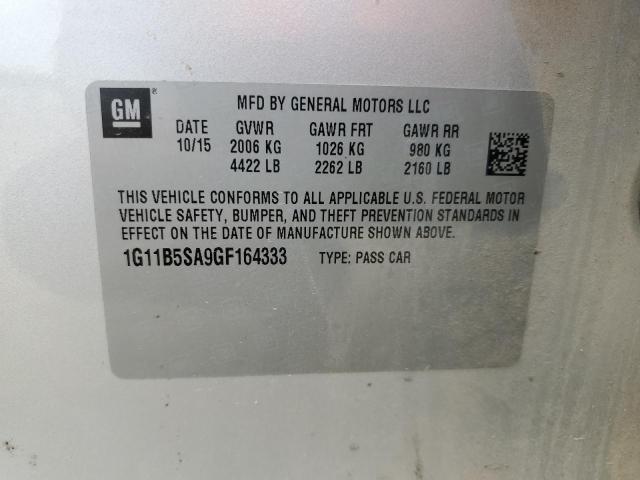 GM ®
MFD BY GENERAL MOTORS LLC
DATE GVWR GAWR FRT GAWR RR
10/15 2006 KG 1026 KG 980 KG
4422 LB 2262 LB 2160 LB
THIS VEHICLE CONFORMS TO ALL APPLICABLE U.S. FEDERAL MOTOR
VEHICLE SAFETY, BUMPER, AND THEFT PREVENTION STANDARDS IN
EFFECT ON THE DATE OF MANUFACTURE SHOWN ABOVE.
1G11B5SA9GF164333 TYPE: PASS CAR